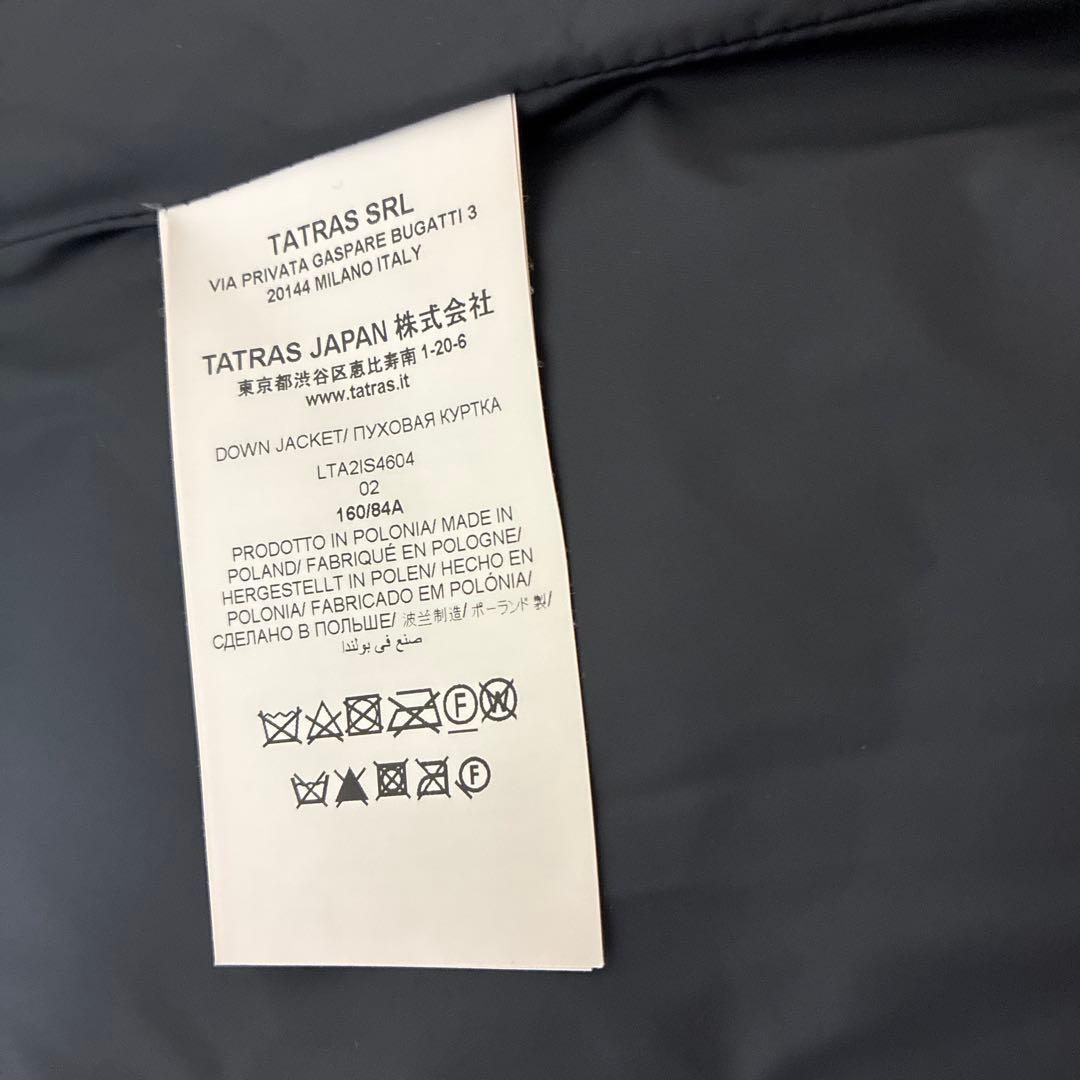 TATRAS SRL
VIA PRIVATA GASPARE BUGATTI 3
20144 MILANO ITALY
TATRAS JAPAN 株式会社
東京都渋谷区恵比寿南 1-20-6
www.tatras.it
DOWN JACKET/ ПУХОВАЯ КУРТКА
LTA2IS4604
02
160/84A
PRODOTTO IN POLONIA/ MADE IN
POLAND/ FABRIQUÉ EN POLOGNE/
HERGESTELLT IN POLEN/ HECHO EN
POLONIA/ FABRICADO EM POLÓNIA/
СДЕЛАНО В ПОЛЬШЕ/ 波兰制造/ ポーランド 製/
صنع في بولندا
F W
F